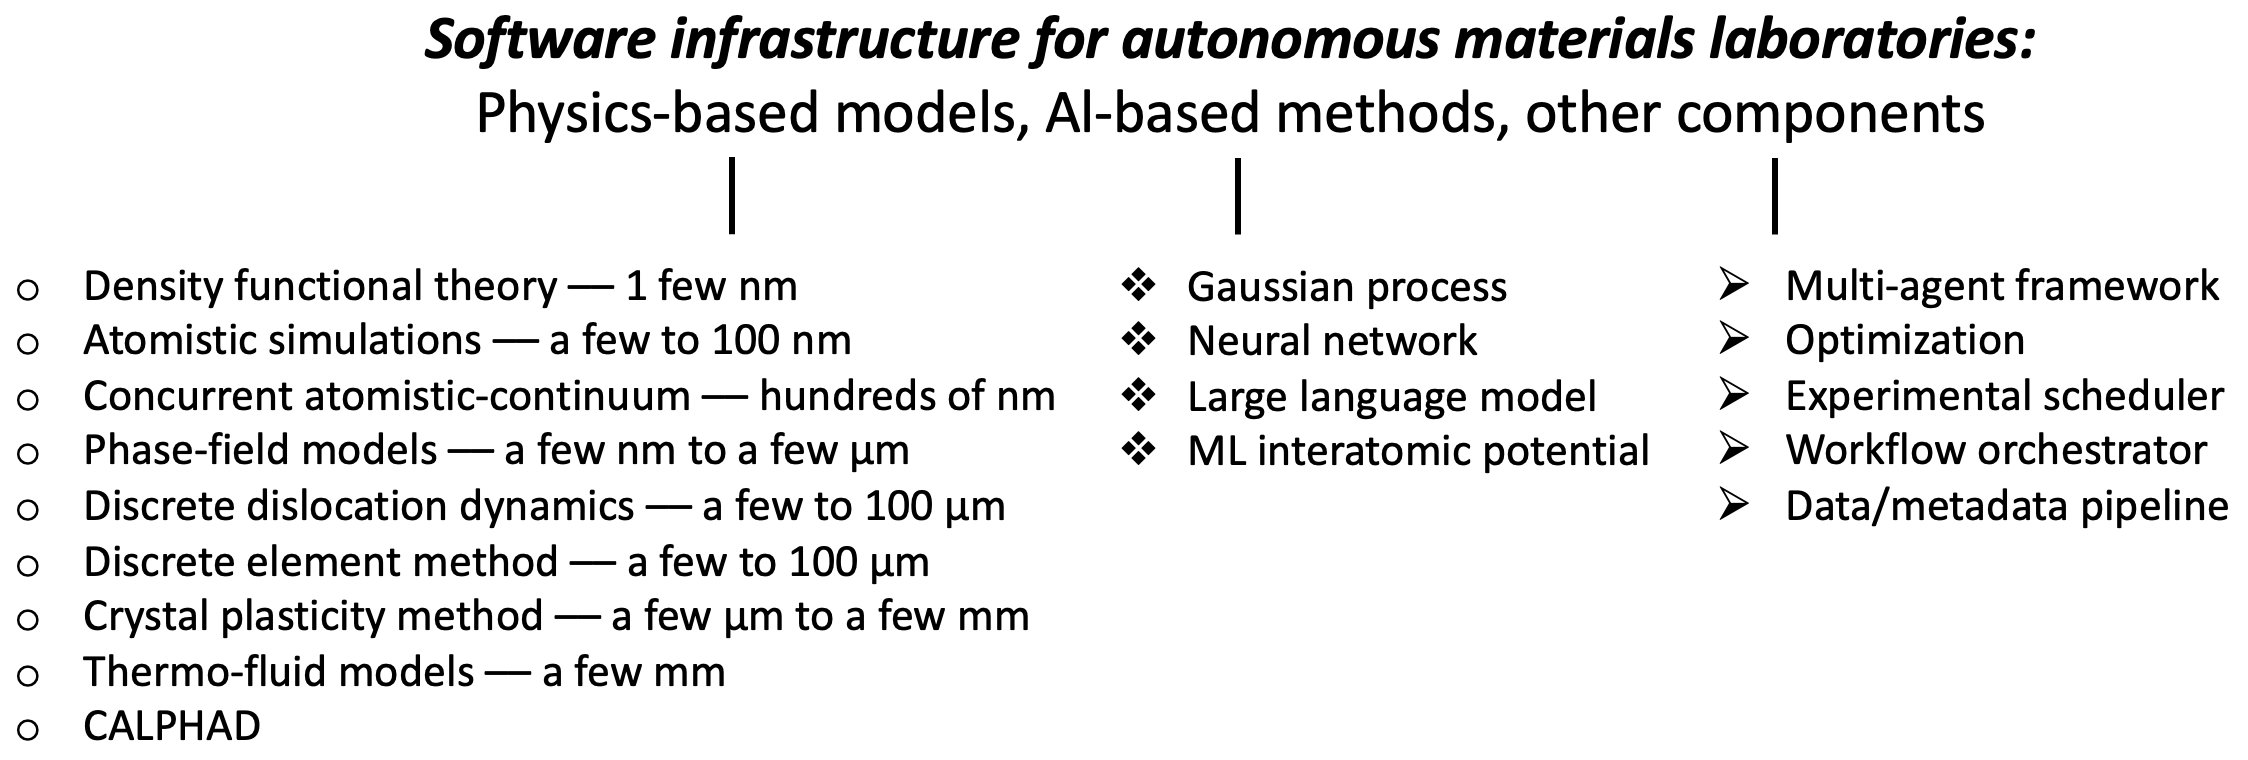 Software infrastructure for autonomous materials laboratories:
Physics-based models, AI-based methods, other components
Density functional theory — 1 few nm
Atomistic simulations — a few to 100 nm
Concurrent atomistic-continuum — hundreds of nm
Phase-field models — a few nm to a few μm
Discrete dislocation dynamics — a few to 100 μm
Discrete element method — a few to 100 μm
Crystal plasticity method — a few μm to a few mm
Thermo-fluid models — a few mm
CALPHAD
Gaussian process
Neural network
Large language model
ML interatomic potential
Multi-agent framework
Optimization
Experimental scheduler
Workflow orchestrator
Data/metadata pipeline